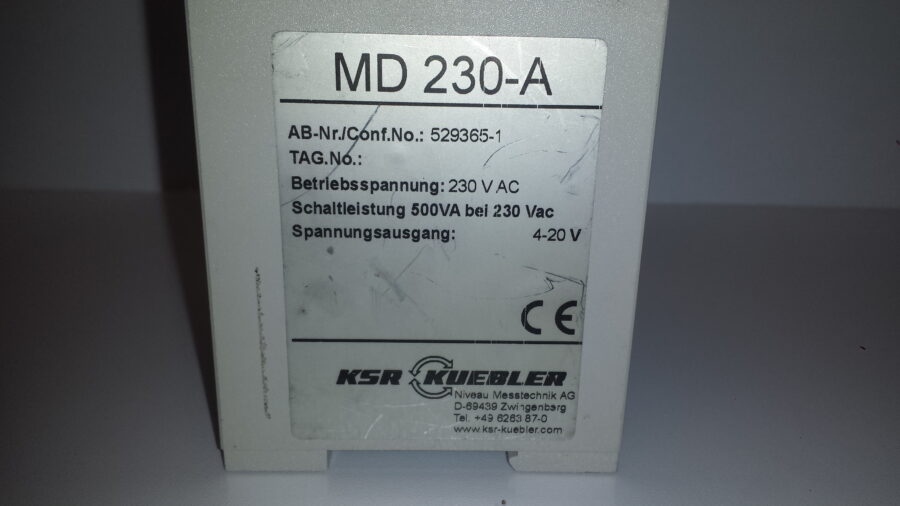 MD 230-A
AB-Nr./Conf.No.: 529365-1
TAG.No.:
Betriebsspannung: 230 V AC
Schaltleistung 500VA bei 230 Vac
Spannungsausgang: 4-20 V
CE
KSR KUEBLER
Niveau Messtechnik AG
D-69439 Zwingenberg
Tel. +49 6263 87-0
www.ksr-kuebler.com